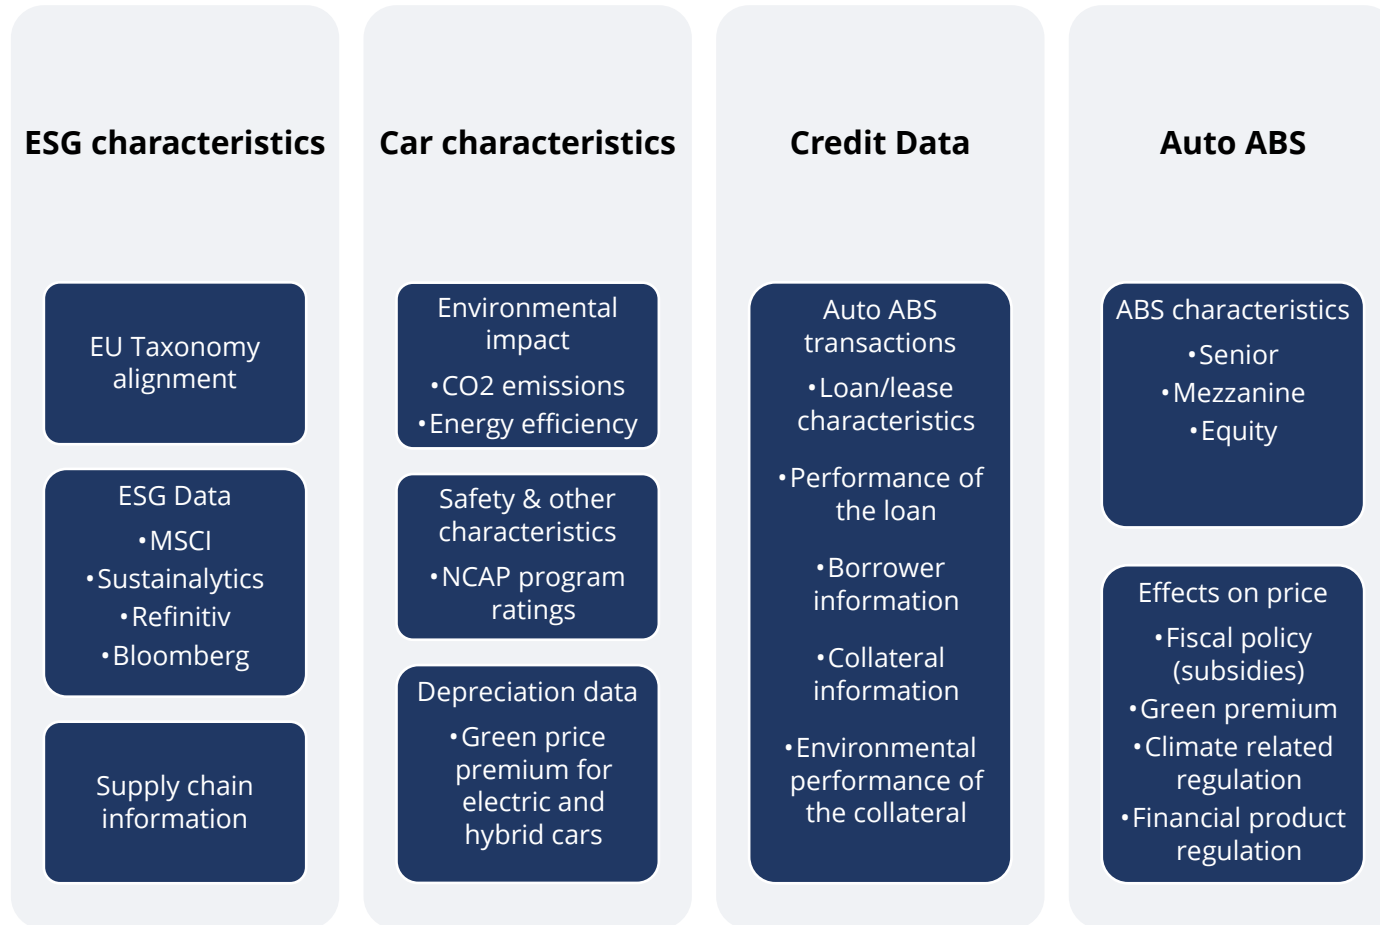 ESG characteristics
EU Taxonomy
alignment
ESG Data
•MSCI
•Sustainalytics
•Refinitiv
•Bloomberg
Supply chain
information
Car characteristics
Environmental
impact
•CO2 emissions
•Energy efficiency
Safety & other
characteristics
•NCAP program
ratings
Depreciation data
•Green price
premium for
electric and
hybrid cars
Credit Data
Auto ABS
transactions
•Loan/lease
characteristics
•Performance of
the loan
•Borrower
information
•Collateral
information
•Environmental
performance of
the collateral
Auto ABS
ABS characteristics
•Senior
•Mezzanine
•Equity
Effects on price
•Fiscal policy
(subsidies)
•Green premium
•Climate related
regulation
•Financial product
regulation